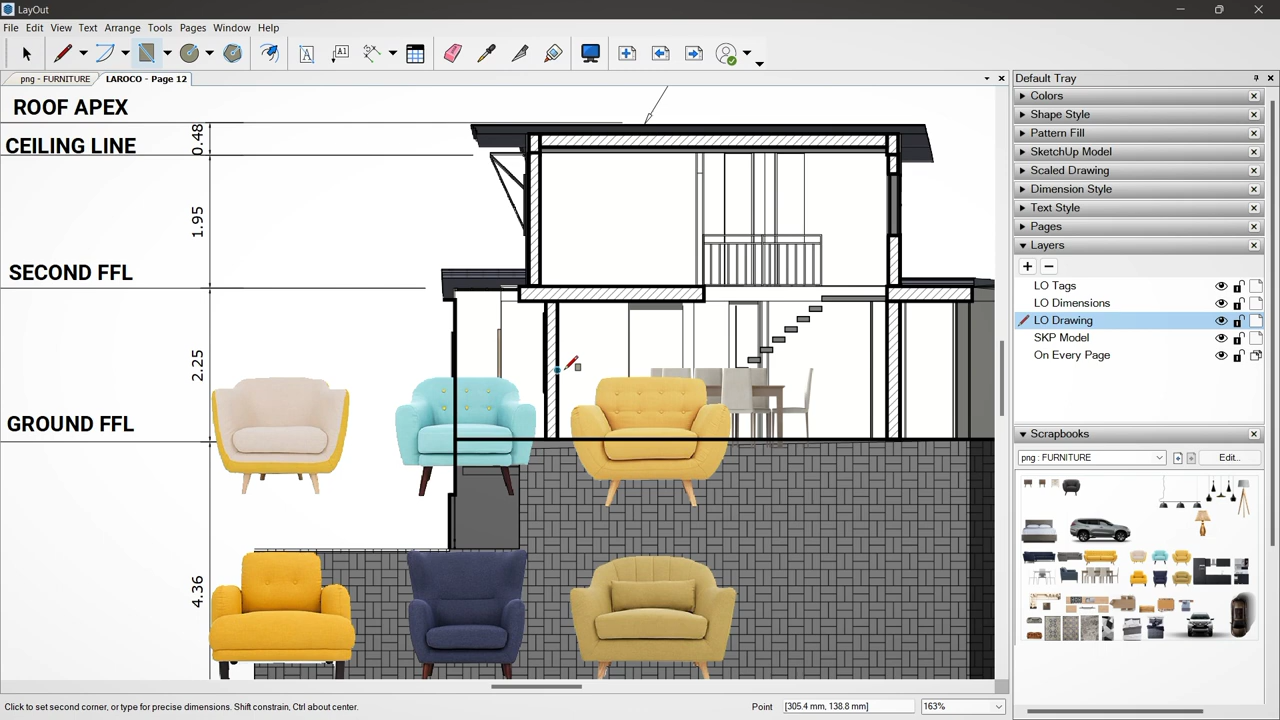 LayOut
File Edit View Text Arrange Tools Pages Window Help
A A1
png - FURNITURE LAROCO - Page 12
Default Tray
Colors
Shape Style
Pattern Fill
SketchUp Model
Scaled Drawing
Dimension Style
Text Style
Pages
Layers
LO Tags
LO Dimensions
LO Drawing
SKP Model
On Every Page
Scrapbooks
png : FURNITURE Edit...
ROOF APEX
0.48
CEILING LINE
1.95
SECOND FFL
2.25
GROUND FFL
4.36
Click to set second corner, or type for precise dimensions. Shift constrain, Ctrl about center. Point [305.4 mm, 138.8 mm] 163%